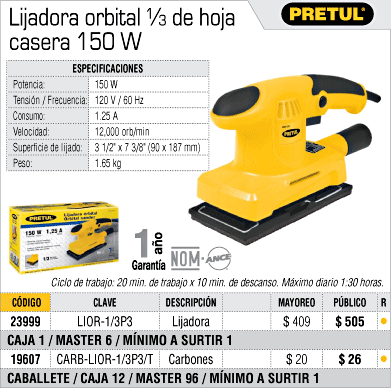 Lijadora orbital 1/3 de hoja
casera 150 W
PRETUL®
ESPECIFICACIONES
Potencia: 150 W
Tensión / Frecuencia: 120 V / 60 Hz
Consumo: 1.25 A
Velocidad: 12,000 orb/min
Superficie de lijado: 3 1/2" x 7 3/8" (90 x 187 mm)
Peso: 1.65 kg
PRETUL
PRETUL
Lijadora orbital
Orbital sander
150 W 1.25 A
1/3
1 año
Garantía
NOM-ANCE
Ciclo de trabajo: 20 min. de trabajo x 10 min. de descanso. Máximo diario 1:30 horas.
CÓDIGO CLAVE DESCRIPCIÓN MAYOREO PÚBLICO R
23999 LIOR-1/3P3 Lijadora $ 409 $ 505
CAJA 1 / MASTER 6 / MÍNIMO A SURTIR 1
19607 CARB-LIOR-1/3P3/T Carbones $ 20 $ 26
CABALLETE / CAJA 12 / MASTER 96 / MÍNIMO A SURTIR 1